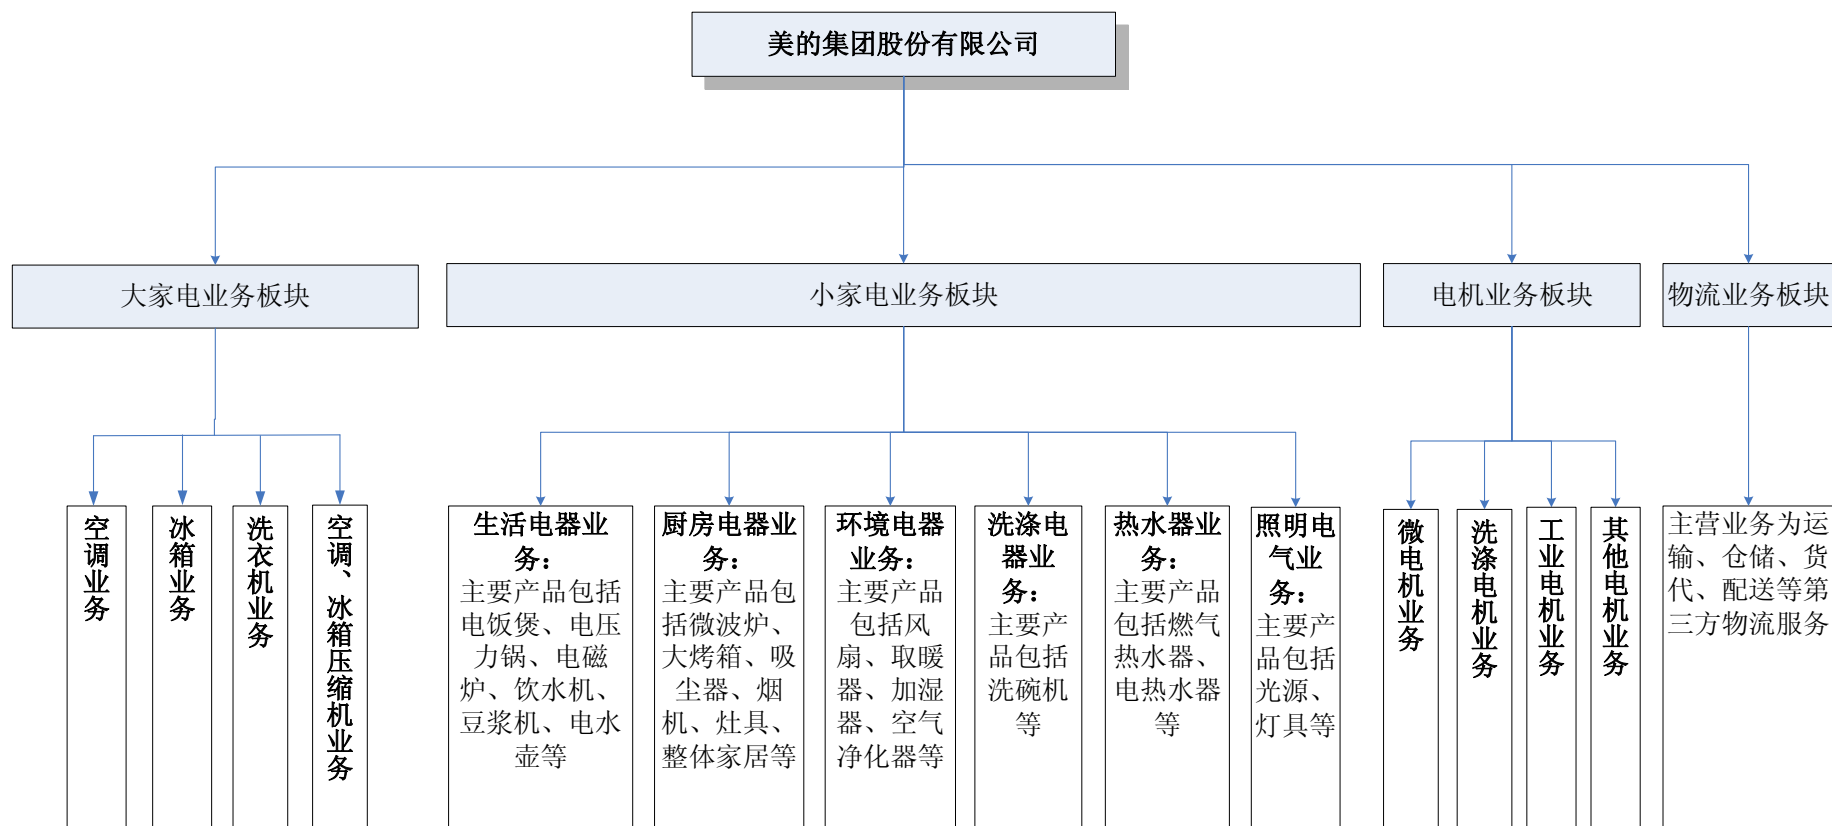 美的集团股份有限公司
大家电业务板块
小家电业务板块
电机业务板块
物流业务板块
空调业务
冰箱业务
洗衣机业务
空调、冰箱压缩机业务
生活电器业
务：
主要产品包括
电饭煲、电压
力锅、电磁
炉、饮水机、
豆浆机、电水
壶等
厨房电器业
务：
主要产品包
括微波炉、
大烤箱、吸
尘器、烟
机、灶具、
整体家居等
环境电器
业务：
主要产品
包括风
扇、取暖
器、加湿
器、空气
净化器等
洗涤电
器业
务：
主要产
品包括
洗碗机
等
热水器业
务：
主要产品
包括燃气
热水器、
电热水器
等
照明电
气业
务：
主要产
品包括
光源、
灯具等
微电机业务
洗涤电机业务
工业电机业务
其他电机业务
主营业务为运
输、仓储、货
代、配送等第
三方物流服务